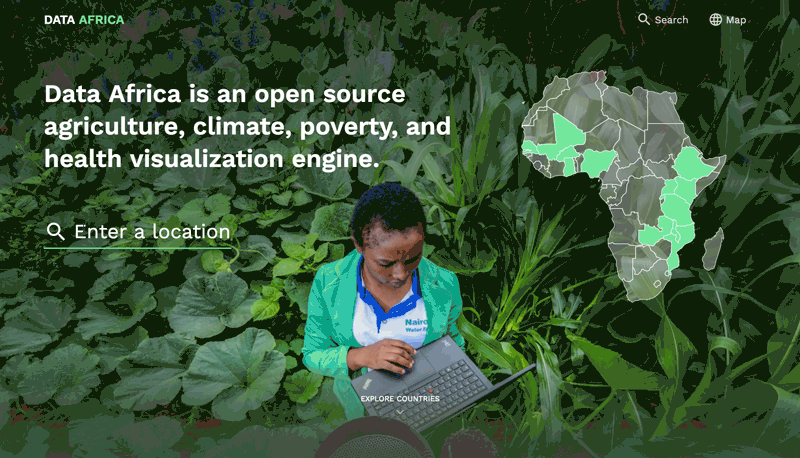 DATA AFRICA
Search
Map
Data Africa is an open source
agriculture, climate, poverty, and
health visualization engine.
Enter a location
Nairo
Water
EXPLORE COUNTRIES